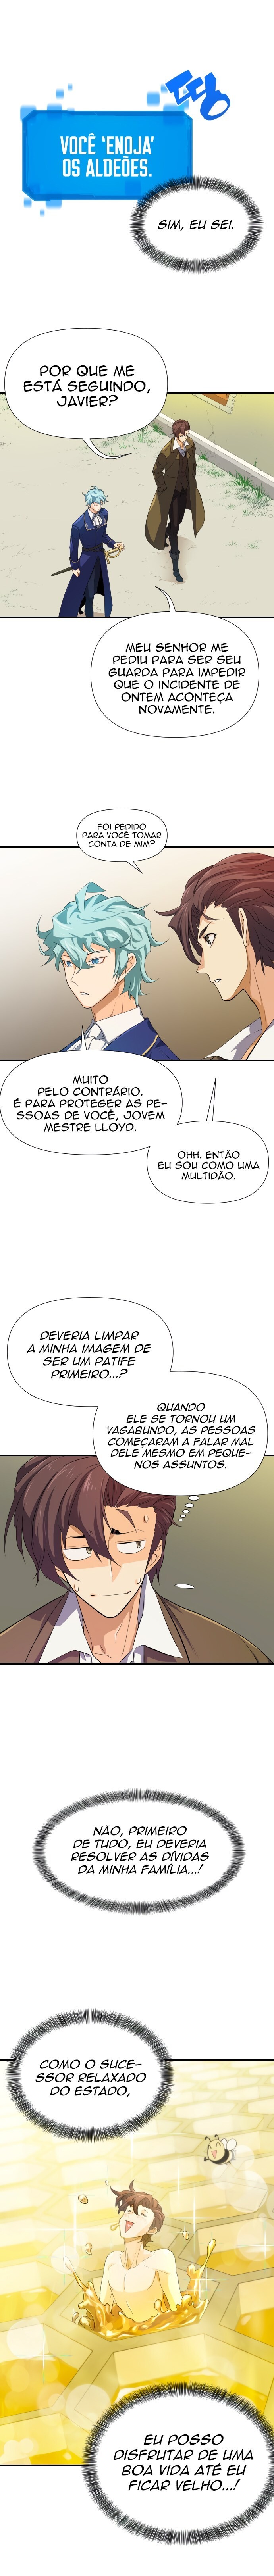 띠링
VOCÊ 'ENOJA'
OS ALDEÕES.
SIM, EU SEI.
POR QUE ME
ESTÁ SEGUINDO,
JAVIER?
MEU SENHOR ME
PEDIU PARA SER SEU
GUARDA PARA IMPEDIR
QUE O INCIDENTE DE
ONTEM ACONTEÇA
NOVAMENTE.
FOI PEDIDO
PARA VOCÊ TOMAR
CONTA DE MIM?
MUITO
PELO CONTRÁRIO.
É PARA PROTEGER AS PE-
SSOAS DE VOCÊ, JOVEM
MESTRE LLOYD.
OHH. ENTÃO
EU SOU COMO UMA
MULTIDÃO.
DEVERIA LIMPAR
A MINHA IMAGEM DE
SER UM PATIFE
PRIMEIRO...?
QUANDO
ELE SE TORNOU UM
VAGABUNDO, AS PESSOAS
COMEÇARAM A FALAR MAL
DELE MESMO EM PEQUE-
NOS ASSUNTOS.
NÃO, PRIMEIRO
DE TUDO, EU DEVERIA
RESOLVER AS DÍVIDAS
DA MINHA FAMÍLIA...!
COMO O SUCE-
SSOR RELAXADO
DO ESTADO,
EU POSSO
DISFRUTAR DE UMA
BOA VIDA ATÉ EU
FICAR VELHO...!